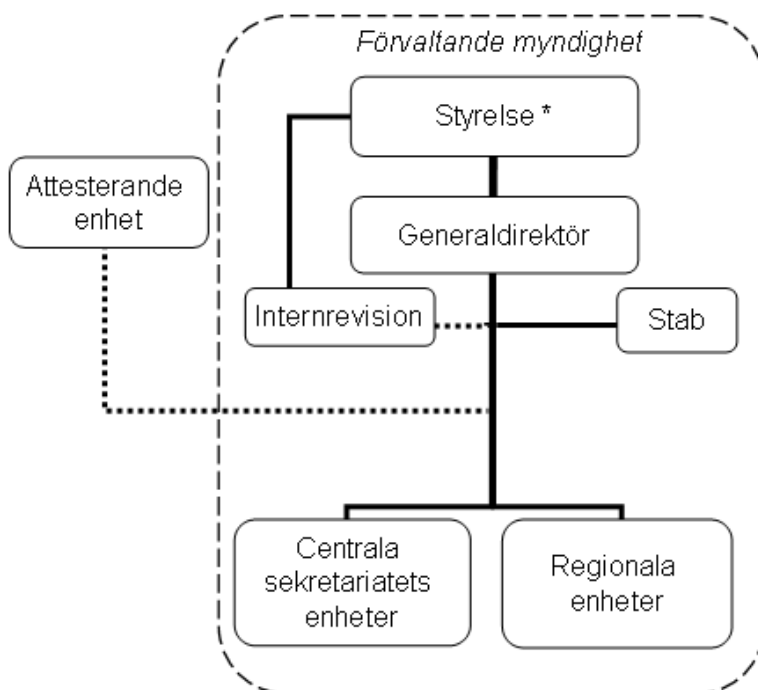 Förvaltande myndighet
Styrelse *
Attesterande
enhet
Generaldirektör
Internrevision
Stab
Centrala
sekretariatets
enheter
Regionala
enheter